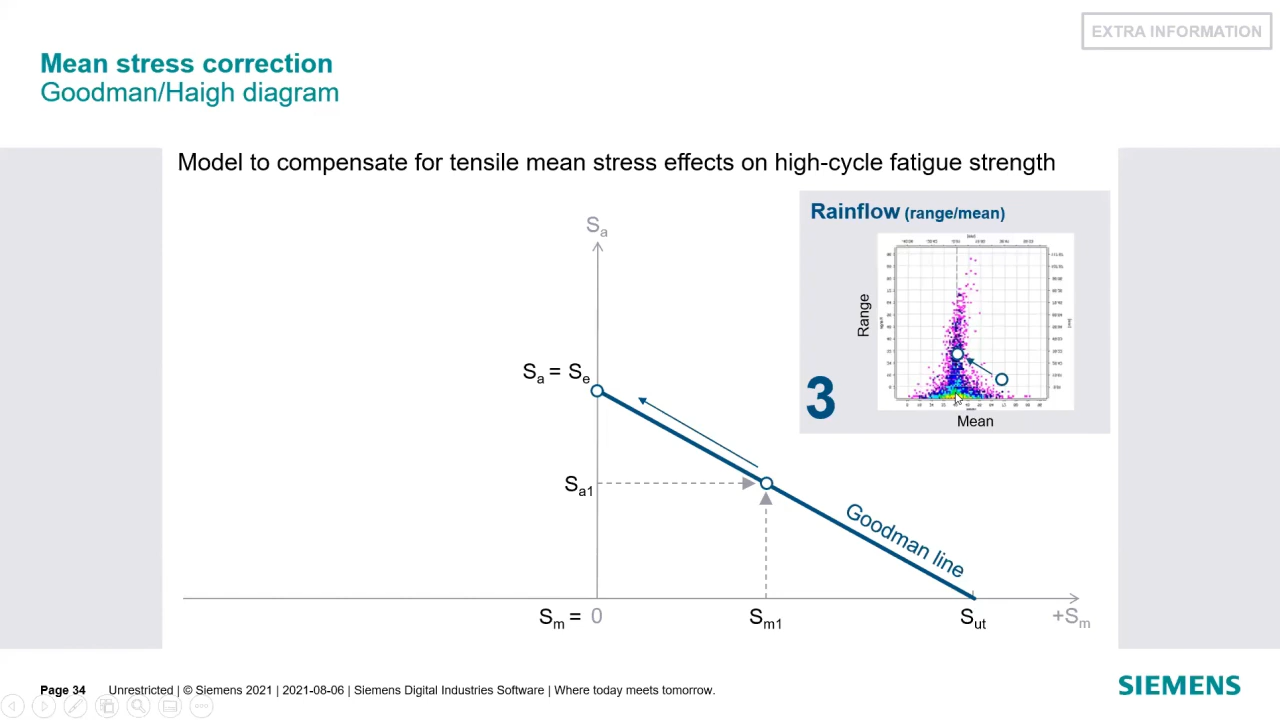 EXTRA INFORMATION
Mean stress correction
Goodman/Haigh diagram
Model to compensate for tensile mean stress effects on high-cycle fatigue strength
Rainflow (range/mean)
Sa
Range
Sa = Se
3
Mean
Sa1
Goodman line
Sm = 0
Sm1
Sut
+Sm
Page 34 Unrestricted | © Siemens 2021 | 2021-08-06 | Siemens Digital Industries Software | Where today meets tomorrow.
SIEMENS